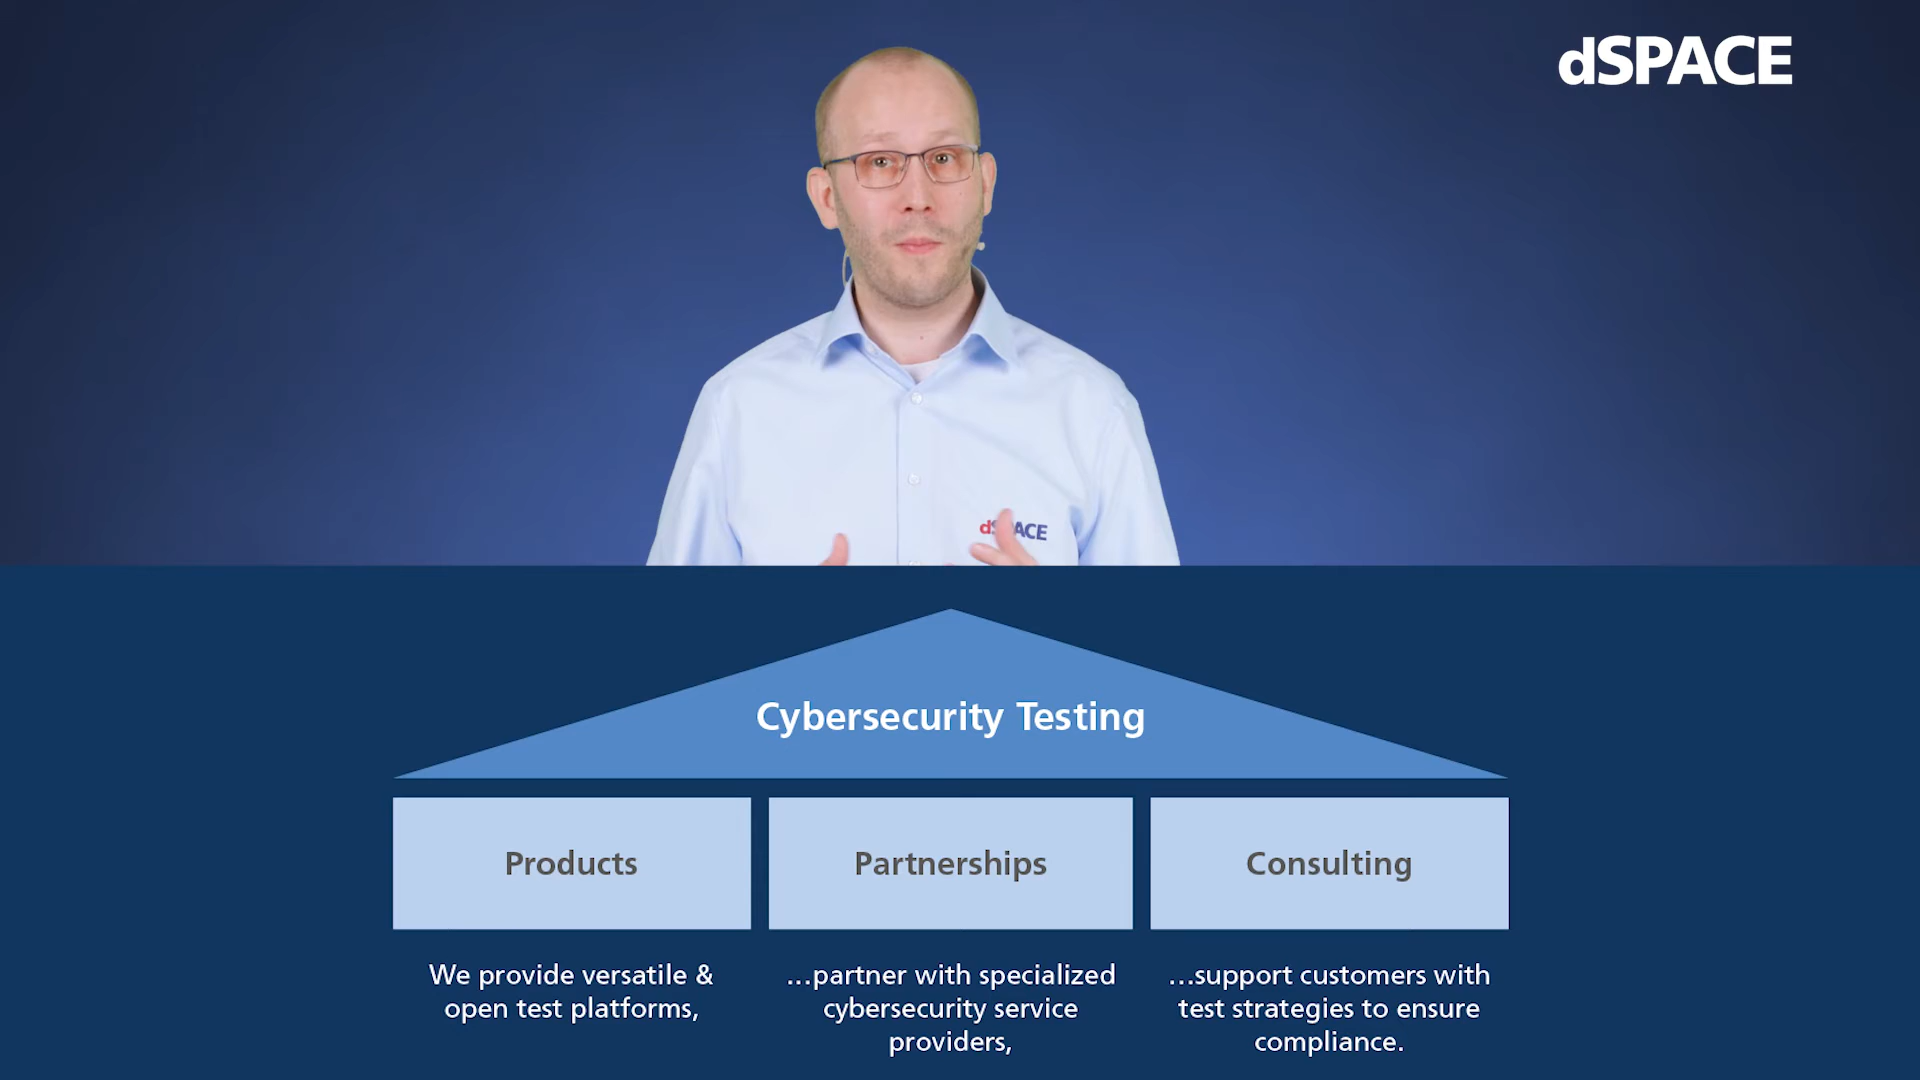 dSPACE
dSPACE
Cybersecurity Testing
Products
Partnerships
Consulting
We provide versatile &
open test platforms,
...partner with specialized
cybersecurity service
providers,
...support customers with
test strategies to ensure
compliance.